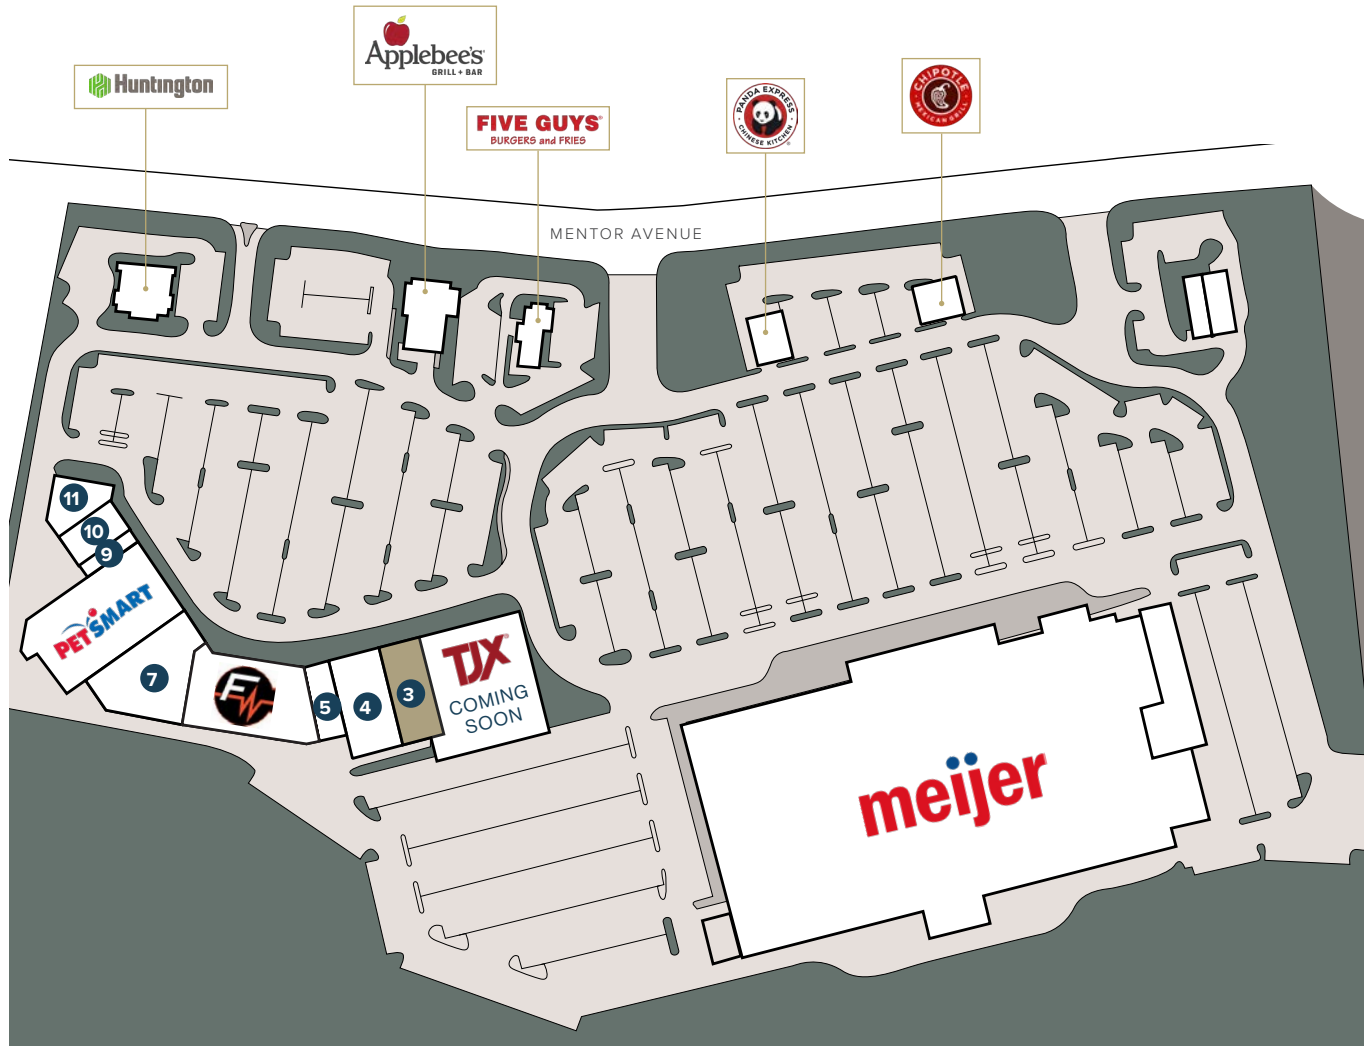 Applebee's
GRILL + BAR
Huntington
FIVE GUYS®
BURGERS and FRIES
PANDA EXPRESS
CHINESE KITCHEN
CHIPOTLE
MEXICAN GRILL
MENTOR AVENUE
11
10
9
PETSMART
7
FW
5
4
3
TJX
COMING
SOON
meijer